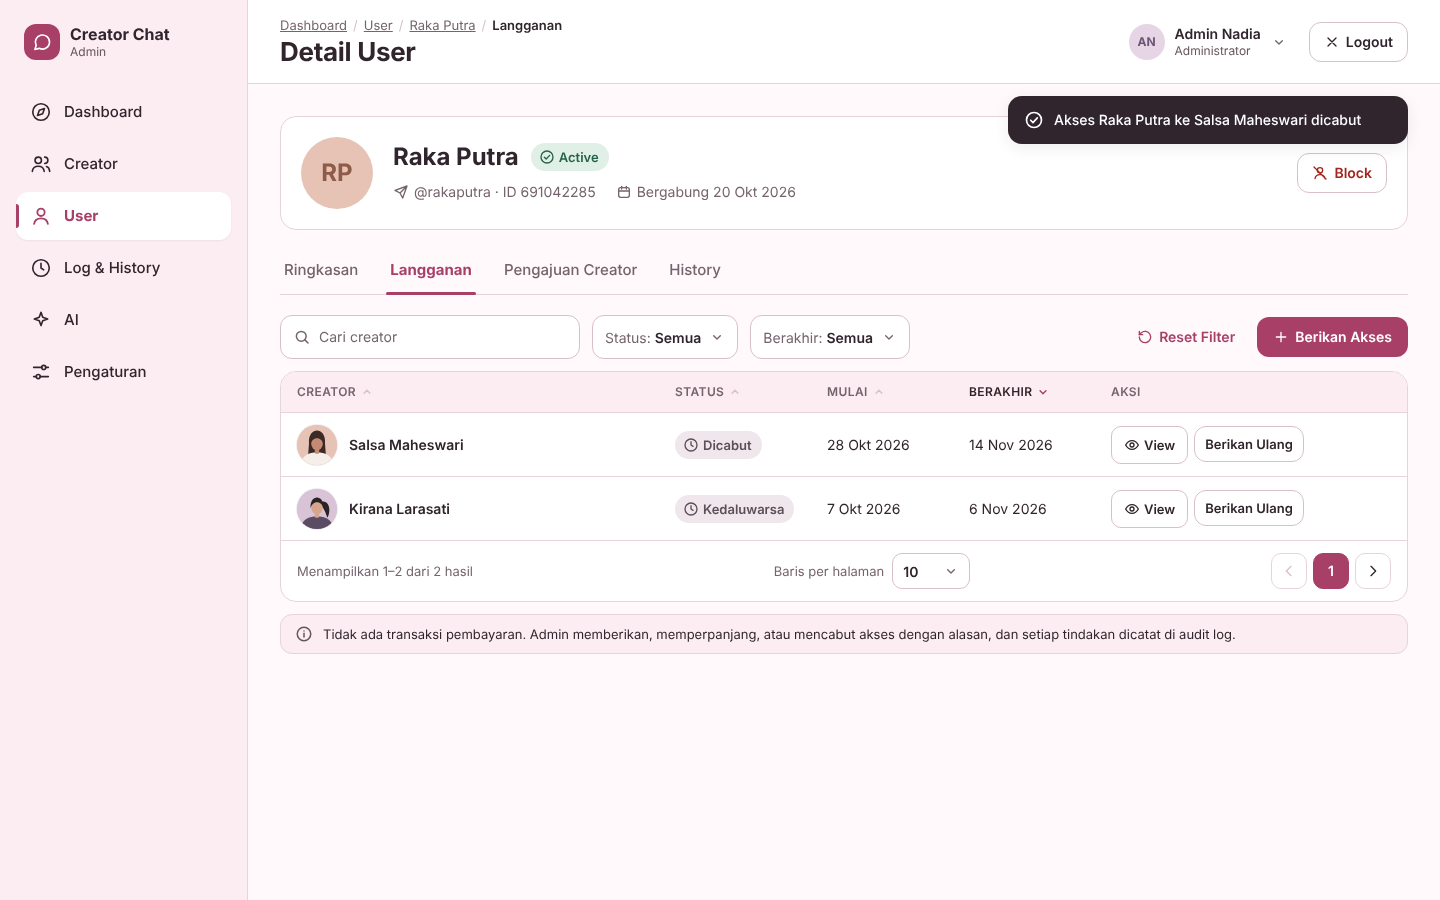 Creator Chat
Admin
Dashboard
Creator
User
Log & History
AI
Pengaturan
Dashboard / User / Raka Putra / Langganan
Detail User
AN
Admin Nadia
Administrator
Logout
Akses Raka Putra ke Salsa Maheswari dicabut
RP
Raka Putra
Active
@rakaputra · ID 691042285
Bergabung 20 Okt 2026
Block
Ringkasan
Langganan
Pengajuan Creator
History
Cari creator
Status: Semua
Berakhir: Semua
Reset Filter
Berikan Akses
CREATOR STATUS MULAI BERAKHIR AKSI
Salsa Maheswari Dicabut 28 Okt 2026 14 Nov 2026 View Berikan Ulang
Kirana Larasati Kedaluwarsa 7 Okt 2026 6 Nov 2026 View Berikan Ulang
Menampilkan 1–2 dari 2 hasil
Baris per halaman 10
1
Tidak ada transaksi pembayaran. Admin memberikan, memperpanjang, atau mencabut akses dengan alasan, dan setiap tindakan dicatat di audit log.